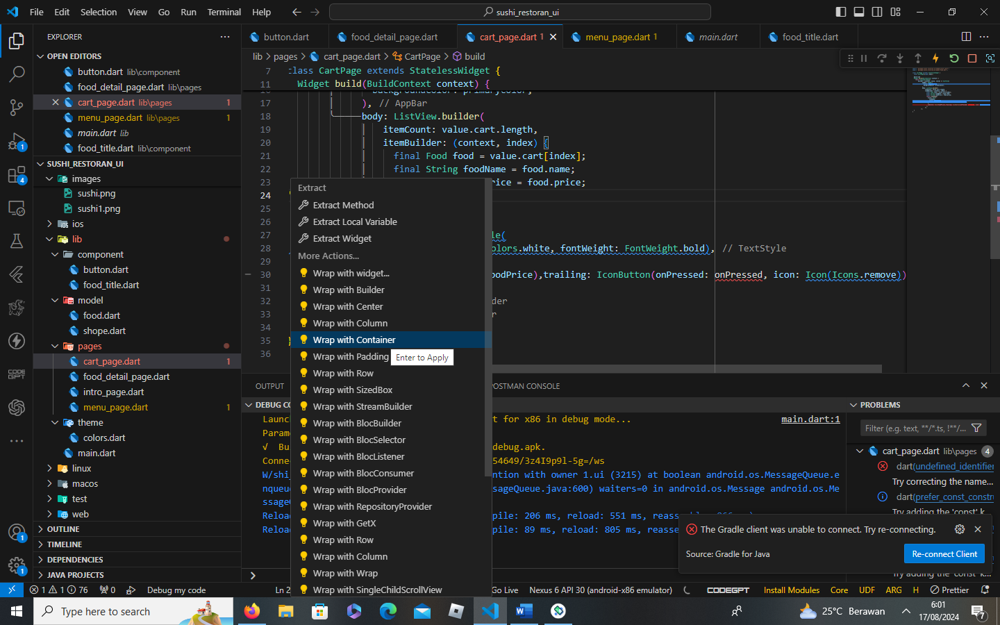 File Edit Selection View Go Run Terminal Help
sushi_restoran_ui
EXPLORER
OPEN EDITORS
button.dart lib\component
food_detail_page.dart lib\pages
cart_page.dart lib\pages 1
menu_page.dart lib\pages 1
main.dart lib
food_title.dart lib\component
SUSHI_RESTORAN_UI
images
sushi.png
sushi1.png
ios
lib
component
button.dart
food_title.dart
model
food.dart
shope.dart
pages
cart_page.dart 1
food_detail_page.dart
intro_page.dart
menu_page.dart 1
theme
colors.dart
main.dart
linux
macos
test
web
OUTLINE
TIMELINE
DEPENDENCIES
JAVA PROJECTS
button.dart food_detail_page.dart cart_page.dart 1 menu_page.dart 1 main.dart food_title.dart
lib > pages > cart_page.dart > CartPage > build
7 class CartPage extends StatelessWidget {
11 Widget build(BuildContext context) {
16 backgroundColor: primaryColor,
17 ), // AppBar
18 body: ListView.builder(
19 itemCount: value.cart.length,
20 itemBuilder: (context, index) {
21 final Food food = value.cart[index];
22 final String foodName = food.name;
23 rice = food.price;
24
25
26
27 le(
28 olors.white, fontWeight: FontWeight.bold), // TextStyle
29
30 oodPrice),trailing: IconButton(onPressed: onPressed, icon: Icon(Icons.remove))
31
32 der
33 r
34
35 }
36
Extract
Extract Method
Extract Local Variable
Extract Widget
More Actions...
Wrap with widget...
Wrap with Builder
Wrap with Center
Wrap with Column
Wrap with Container
Wrap with Padding
Enter to Apply
Wrap with Row
Wrap with SizedBox
Wrap with StreamBuilder
Wrap with BlocBuilder
Wrap with BlocSelector
Wrap with BlocListener
Wrap with BlocConsumer
Wrap with BlocProvider
Wrap with RepositoryProvider
Wrap with GetX
Wrap with Row
Wrap with Column
Wrap with Wrap
Wrap with SingleChildScrollView
OUTPUT POSTMAN CONSOLE
DEBUG CO
Launc t for x86 in debug mode... main.dart:1
Param
√ Bu debug.apk.
Conne 54649/3z4I9p9l-5g=/ws
W/shi_ ntion with owner 1.ui (3215) at boolean android.os.MessageQueue.e
nqueu sageQueue.java:600) waiters=0 in android.os.Message android.os.Me
ssageQ
Reload pile: 206 ms, reload: 551 ms, reass
Reload pile: 89 ms, reload: 805 ms, reasse
PROBLEMS
Filter (e.g. text, **/*.ts, !**/...
cart_page.dart lib\pages 4
dart(undefined_identifier
Try correcting the name...
dart(prefer_const_constru
Try adding the 'const' k...
The Gradle client was unable to connect. Try re-connecting.
Source: Gradle for Java
Re-connect Client
Try adding the 'const' k...
1 1 76 0 Debug my code Ln 2 Go Live Nexus 6 API 30 (android-x86 emulator) CODEGPT Install Modules Core UDF ARG H Prettier
Type here to search
25°C Berawan
6:01
17/08/2024
7